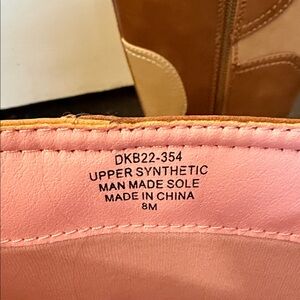 DKB22-354
UPPER SYNTHETIC
MAN MADE SOLE
MADE IN CHINA
8M